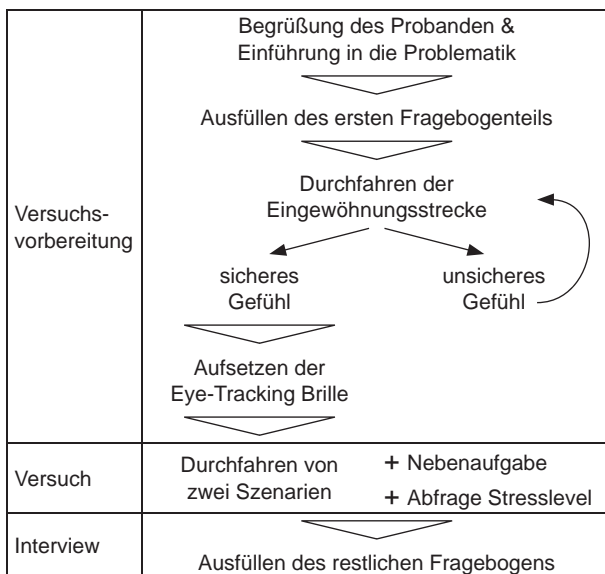 Begrüßung des Probanden &
Einführung in die Problematik
Ausfüllen des ersten Fragebogenteils
Durchfahren der
Eingewöhnungsstrecke
Versuchs-
vorbereitung
sicheres
Gefühl
unsicheres
Gefühl
Aufsetzen der
Eye-Tracking Brille
Versuch
Durchfahren von
zwei Szenarien
+ Nebenaufgabe
+ Abfrage Stresslevel
Interview
Ausfüllen des restlichen Fragebogens